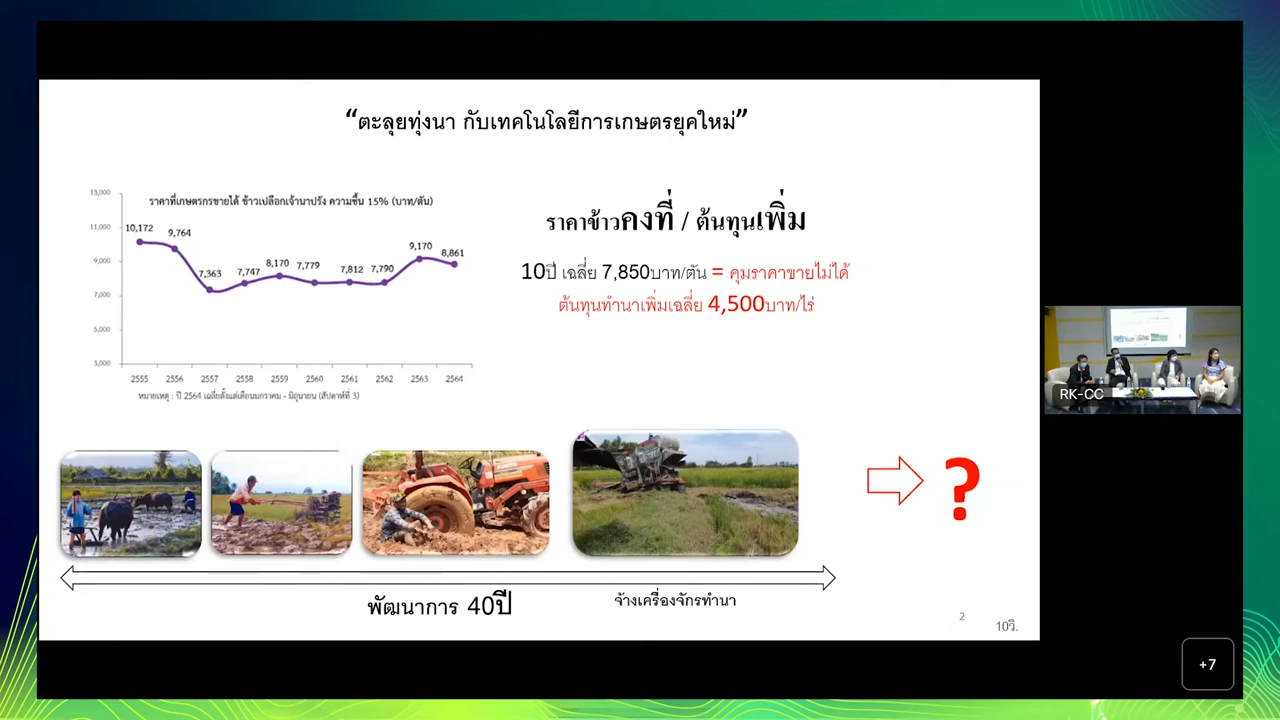 “ตะลุยทุ่งนา กับเทคโนโลยีการเกษตรยุคใหม่”
ราคาที่เกษตรกรขายได้ ข้าวเปลือกเจ้านาปรัง ความชื้น 15% (บาท/ตัน)
13,000
11,000
9,000
7,000
5,000
3,000
10,172
9,764
7,363
7,747
8,170
7,779
7,812
7,790
9,170
8,861
2555
2556
2557
2558
2559
2560
2561
2562
2563
2564
หมายเหตุ : ปี 2564 เฉลี่ยตั้งแต่เดือนมกราคม - มิถุนายน (สัปดาห์ที่ 3)
ราคาข้าวคงที่ / ต้นทุนเพิ่ม
10ปี เฉลี่ย 7,850บาท/ตัน = คุมราคาขายไม่ได้
ต้นทุนทำนาเพิ่มเฉลี่ย 4,500บาท/ไร่
RK-CC
?
พัฒนาการ 40ปี
จ้างเครื่องจักรทำนา
2
10วิ.
+7